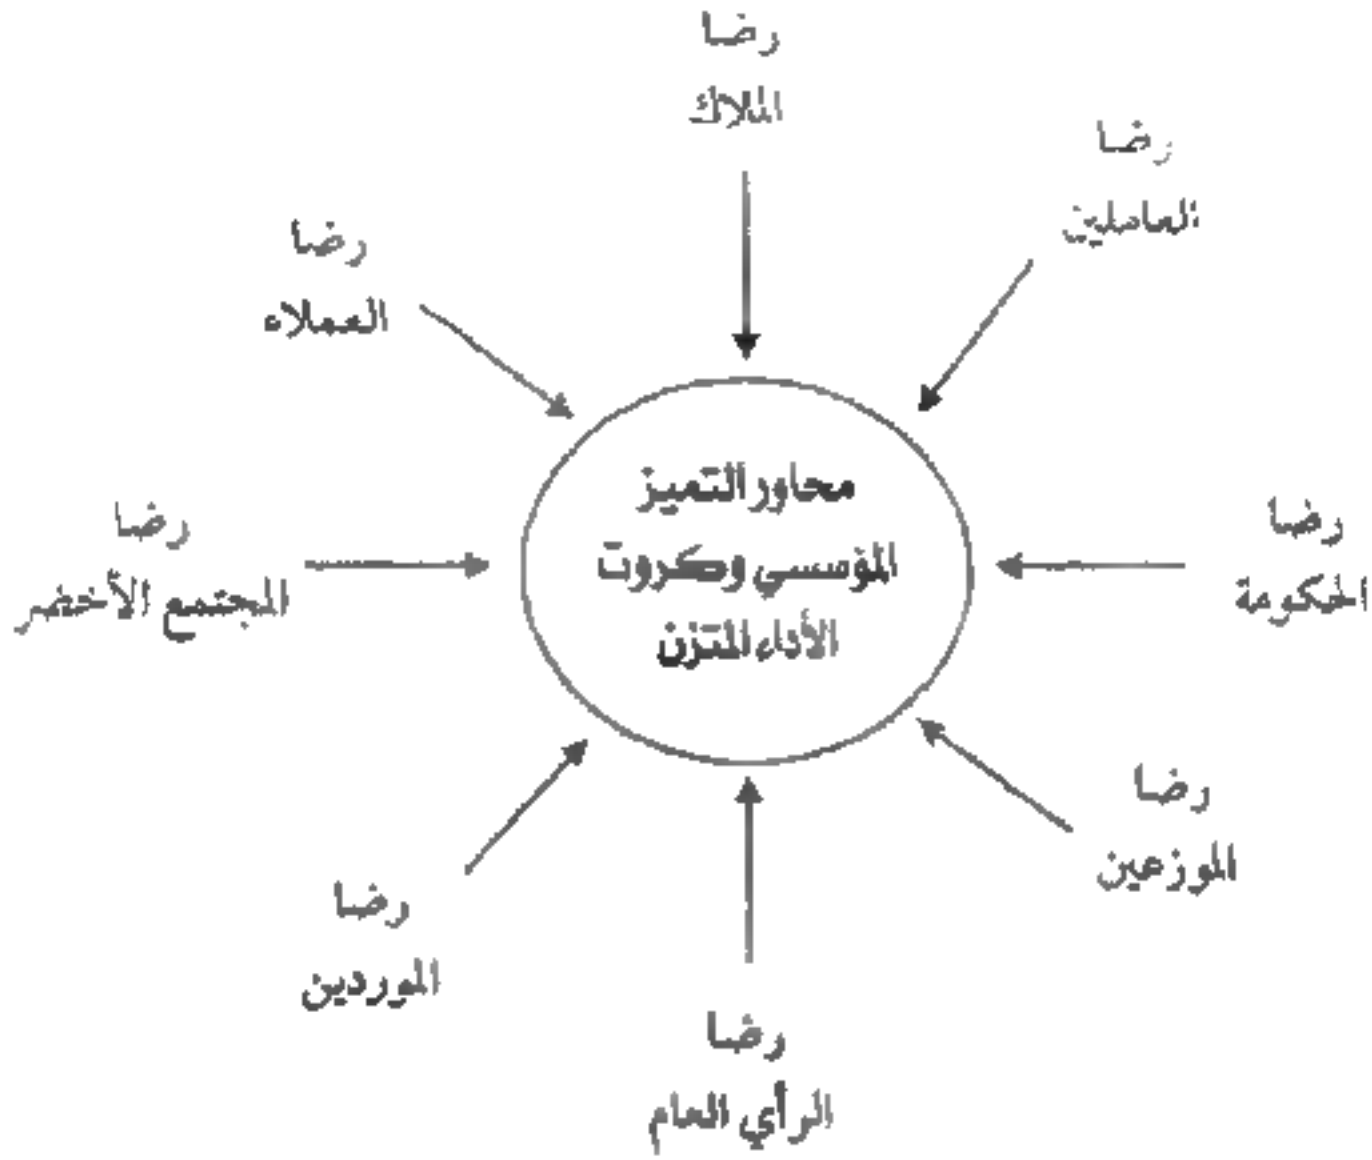 رضا
الملاك
رضا
العاملين
رضا
العملاء
محاور التميز
المؤسسي وكروت
الأداء المتزن
رضا
الحكومة
رضا
المجتمع الأخضر
رضا
الموزعين
رضا
الموردين
رضا
الرأي العام